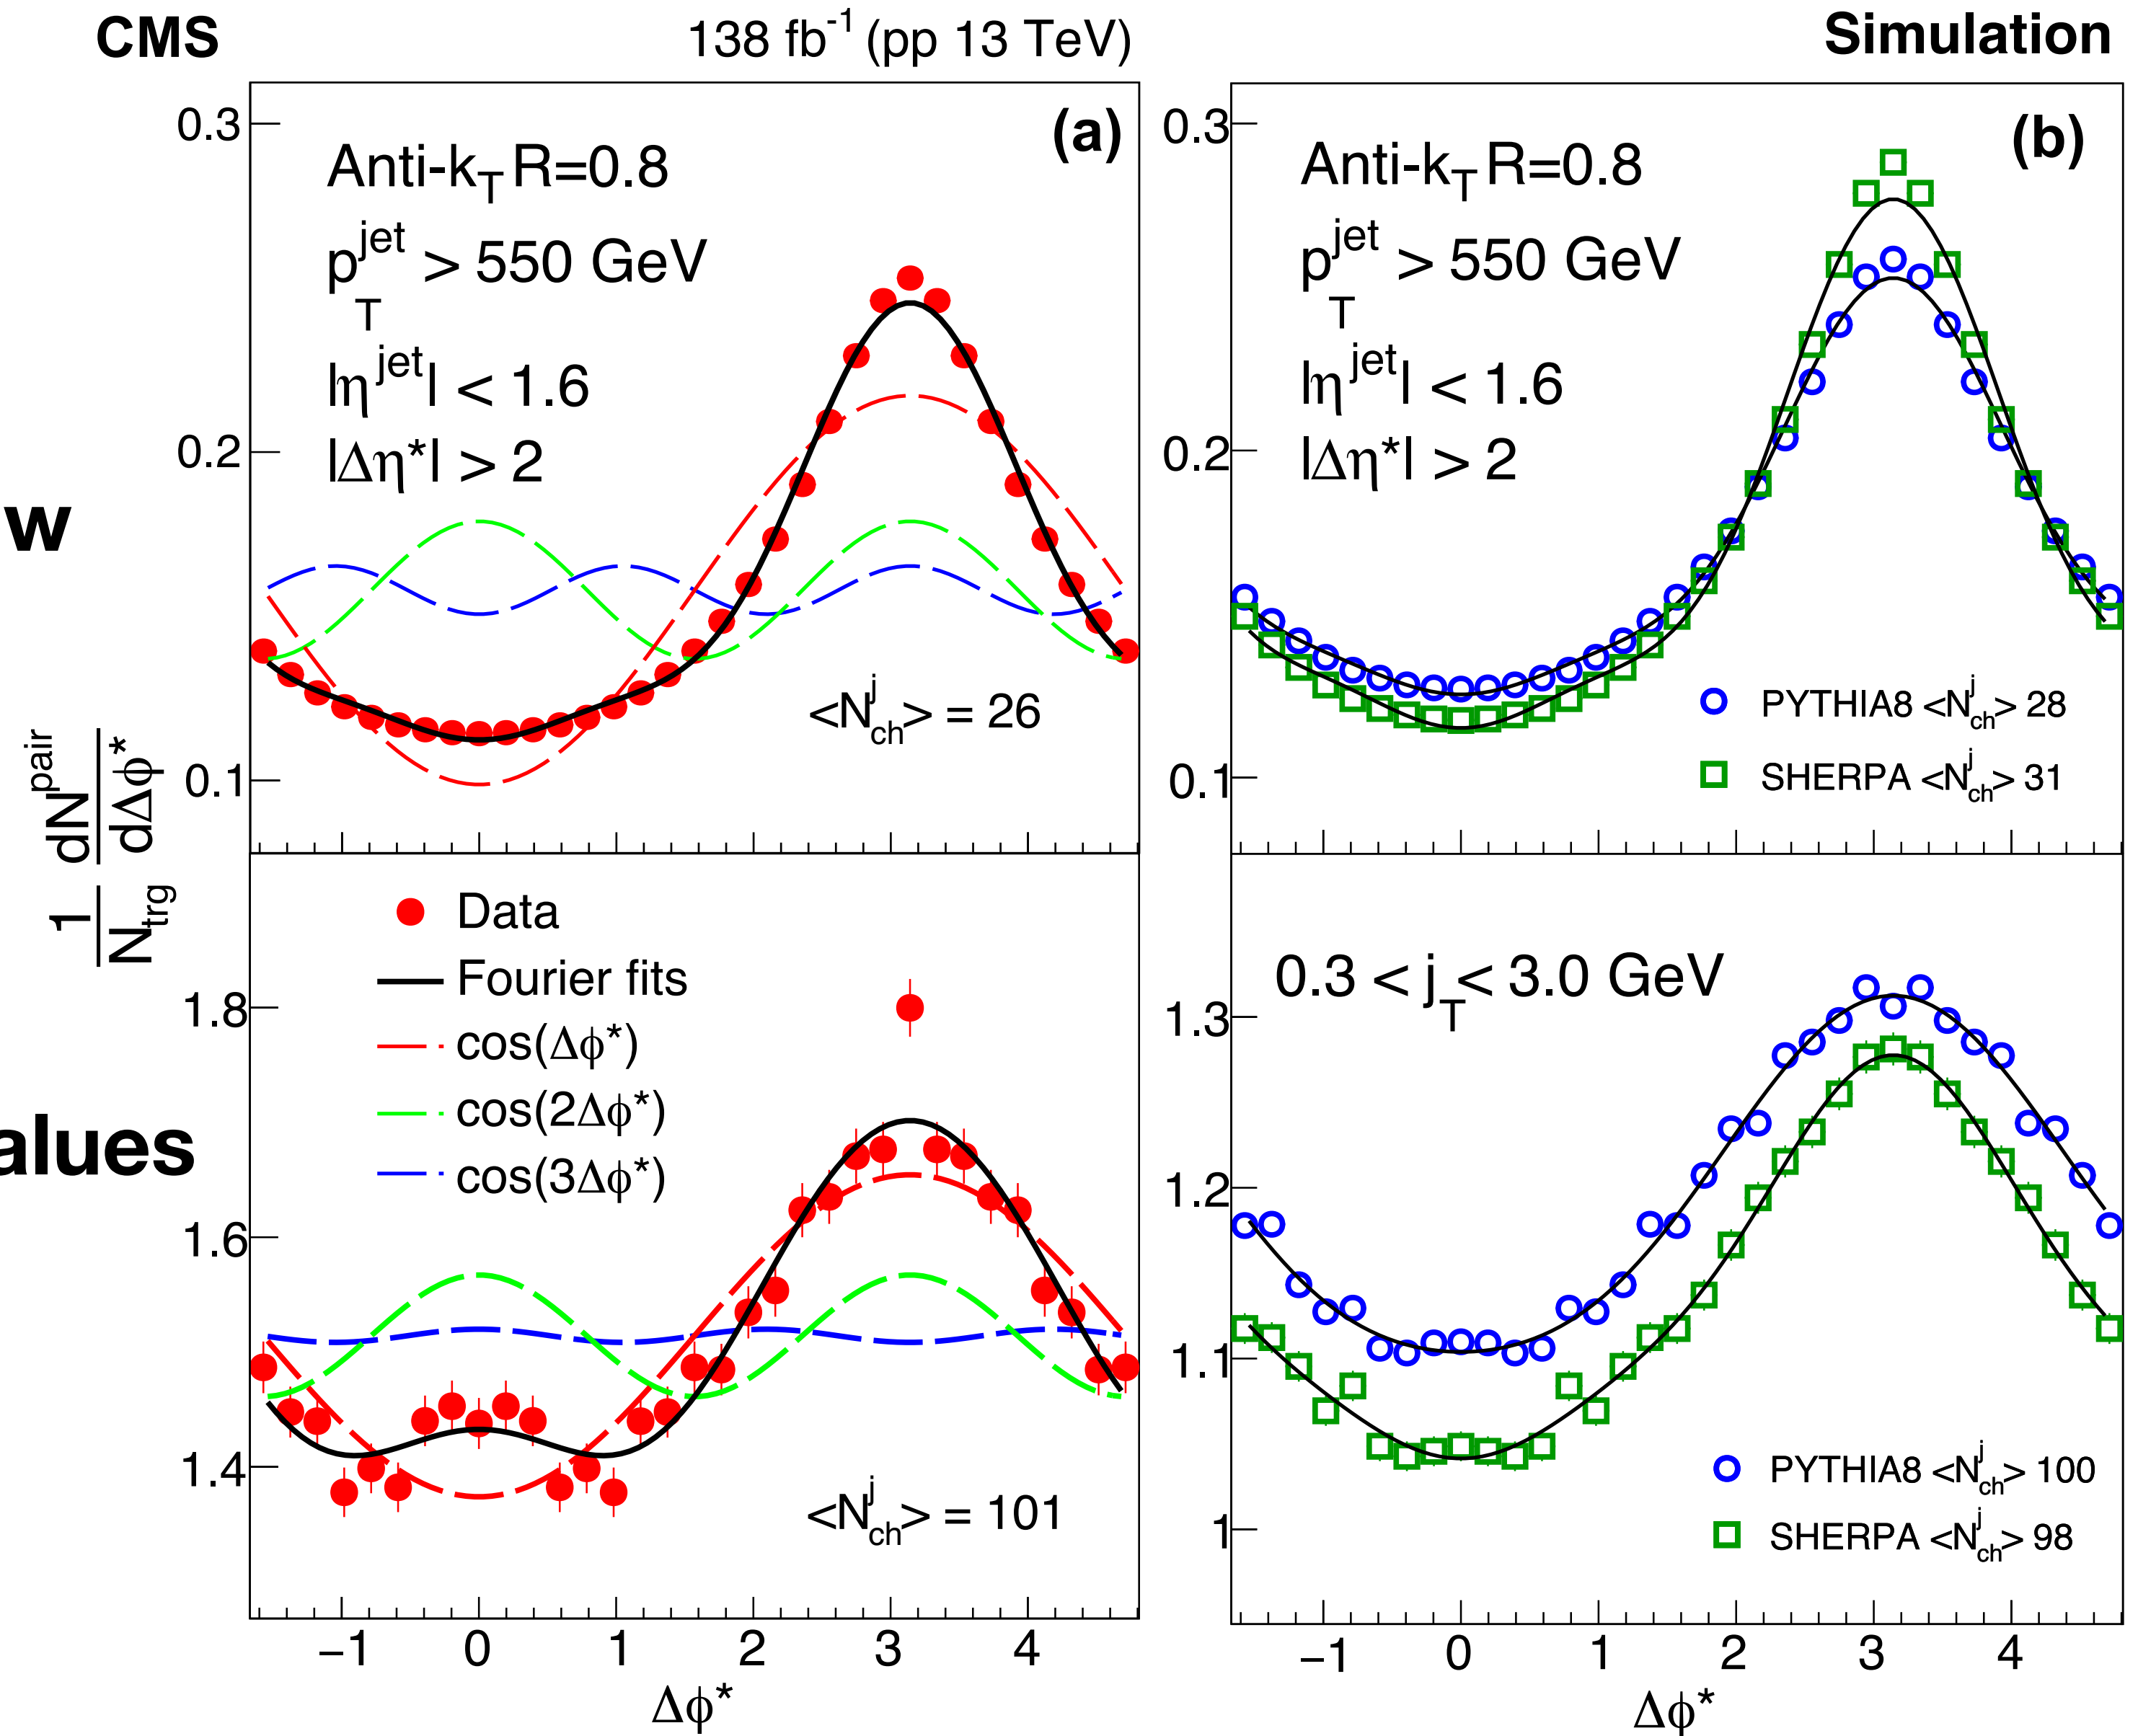 CMS
138 fb-1 (pp 13 TeV)
Simulation
(a)
0.3
0.2
0.1
Anti-kT R=0.8
pTjet > 550 GeV
|ηjet| < 1.6
|Δη*| > 2
<Njch> = 26
(b)
0.3
0.2
0.1
Anti-kT R=0.8
pTjet > 550 GeV
|ηjet| < 1.6
|Δη*| > 2
PYTHIA8 <Njch> 28
SHERPA <Njch> 31
w
alues
1 dNpair
Ntrg dΔϕ*
Data
Fourier fits
cos(Δϕ*)
cos(2Δϕ*)
cos(3Δϕ*)
1.8
1.6
1.4
<Njch> = 101
−1 0 1 2 3 4
Δϕ*
0.3 < jT < 3.0 GeV
1.3
1.2
1.1
1
PYTHIA8 <Njch> 100
SHERPA <Njch> 98
−1 0 1 2 3 4
Δϕ*